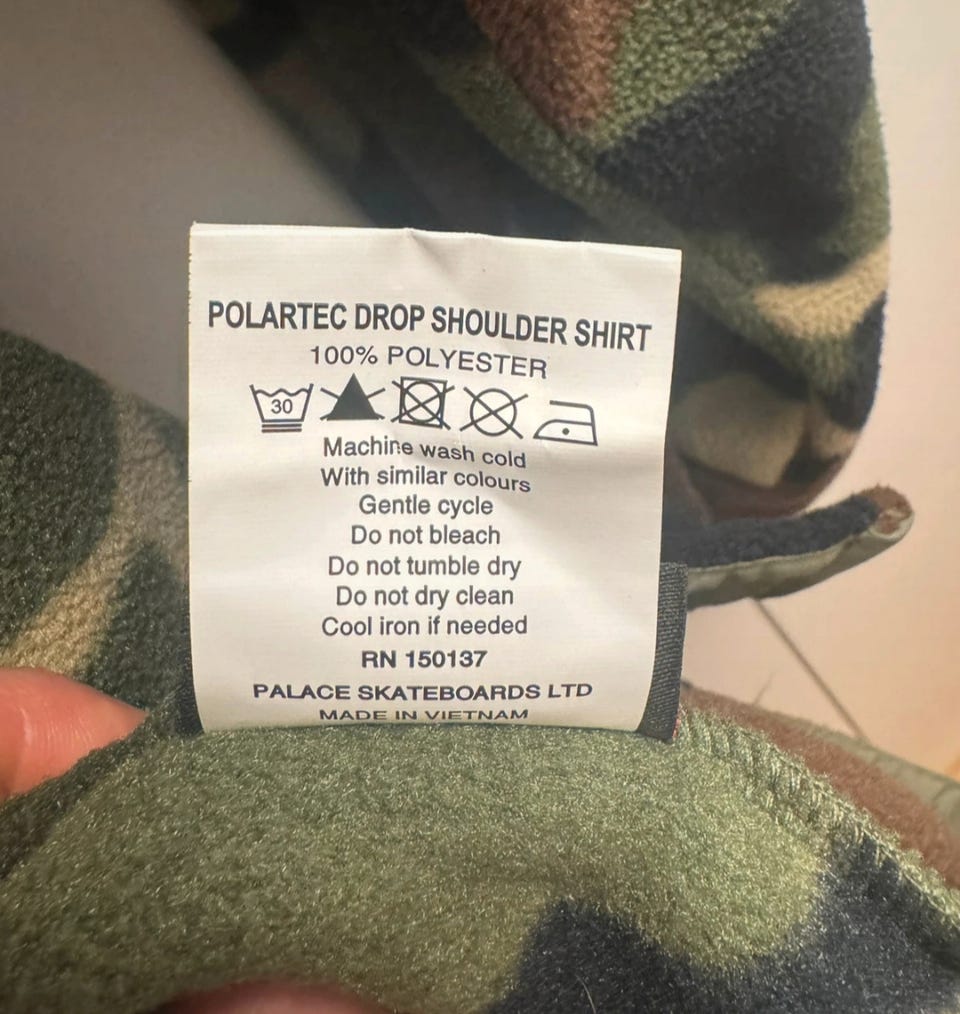 POLARTEC DROP SHOULDER SHIRT
100% POLYESTER
30
Machine wash cold
With similar colours
Gentle cycle
Do not bleach
Do not tumble dry
Do not dry clean
Cool iron if needed
RN 150137
PALACE SKATEBOARDS LTD
MADE IN VIETNAM